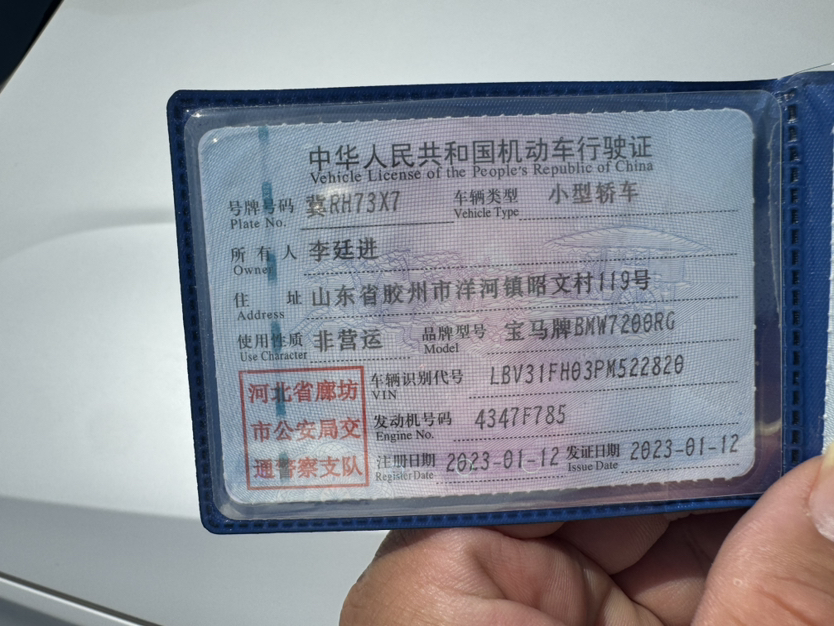 中华人民共和国机动车行驶证
Vehicle License of the People's Republic of China
号牌号码 冀RH73X7 车辆类型 小型轿车
Plate No. Vehicle Type
所有人 李廷进
Owner
住址 山东省胶州市洋河镇昭文村119号
Address
使用性质 非营运 品牌型号 宝马牌BMW7200RG
Use Character Model
车辆识别代号 LBV31FH03PM522820
VIN
发动机号码 4347F785
Engine No.
注册日期 2023-01-12 发证日期 2023-01-12
Register Date Issue Date
河北省廊坊
市公安局交
通警察支队